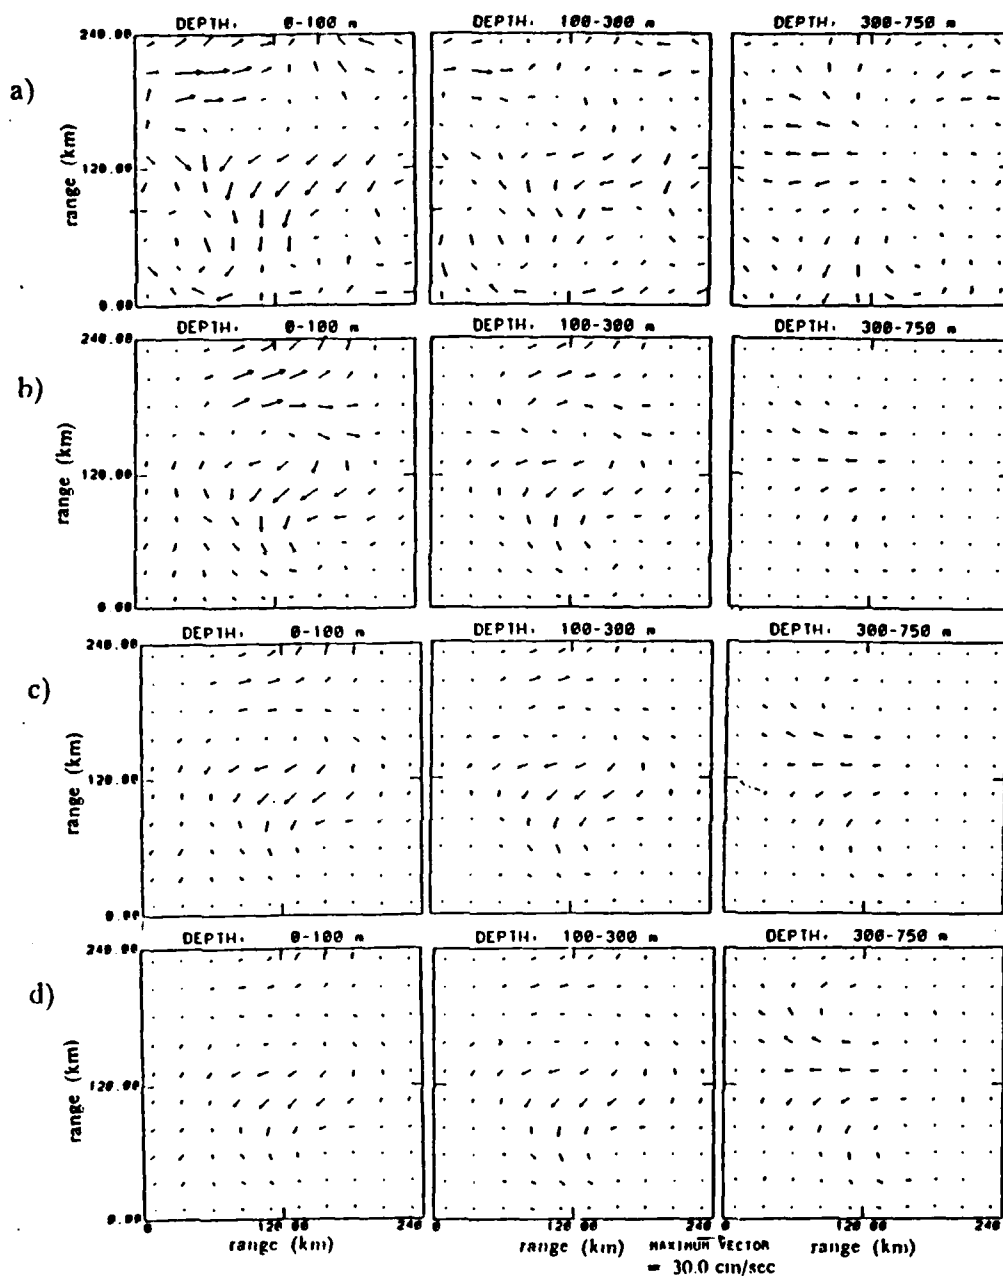 DEPTH: 0-100 m DEPTH: 100-300 m DEPTH: 300-750 m
240.00
a)
range (km)
120.00
0.00
DEPTH: 0-100 m DEPTH: 100-300 m DEPTH: 300-750 m
240.00
b)
range (km)
120.00
0.00
DEPTH: 0-100 m DEPTH: 100-300 m DEPTH: 300-750 m
240.00
c)
range (km)
120.00
0.00
DEPTH: 0-100 m DEPTH: 100-300 m DEPTH: 300-750 m
240.00
d)
range (km)
120.00
0.00
0 120.00 240 0 120.00 240 0 120.00 240
range (km) range (km) range (km)
MAXIMUM VECTOR
= 30.0 cm/sec